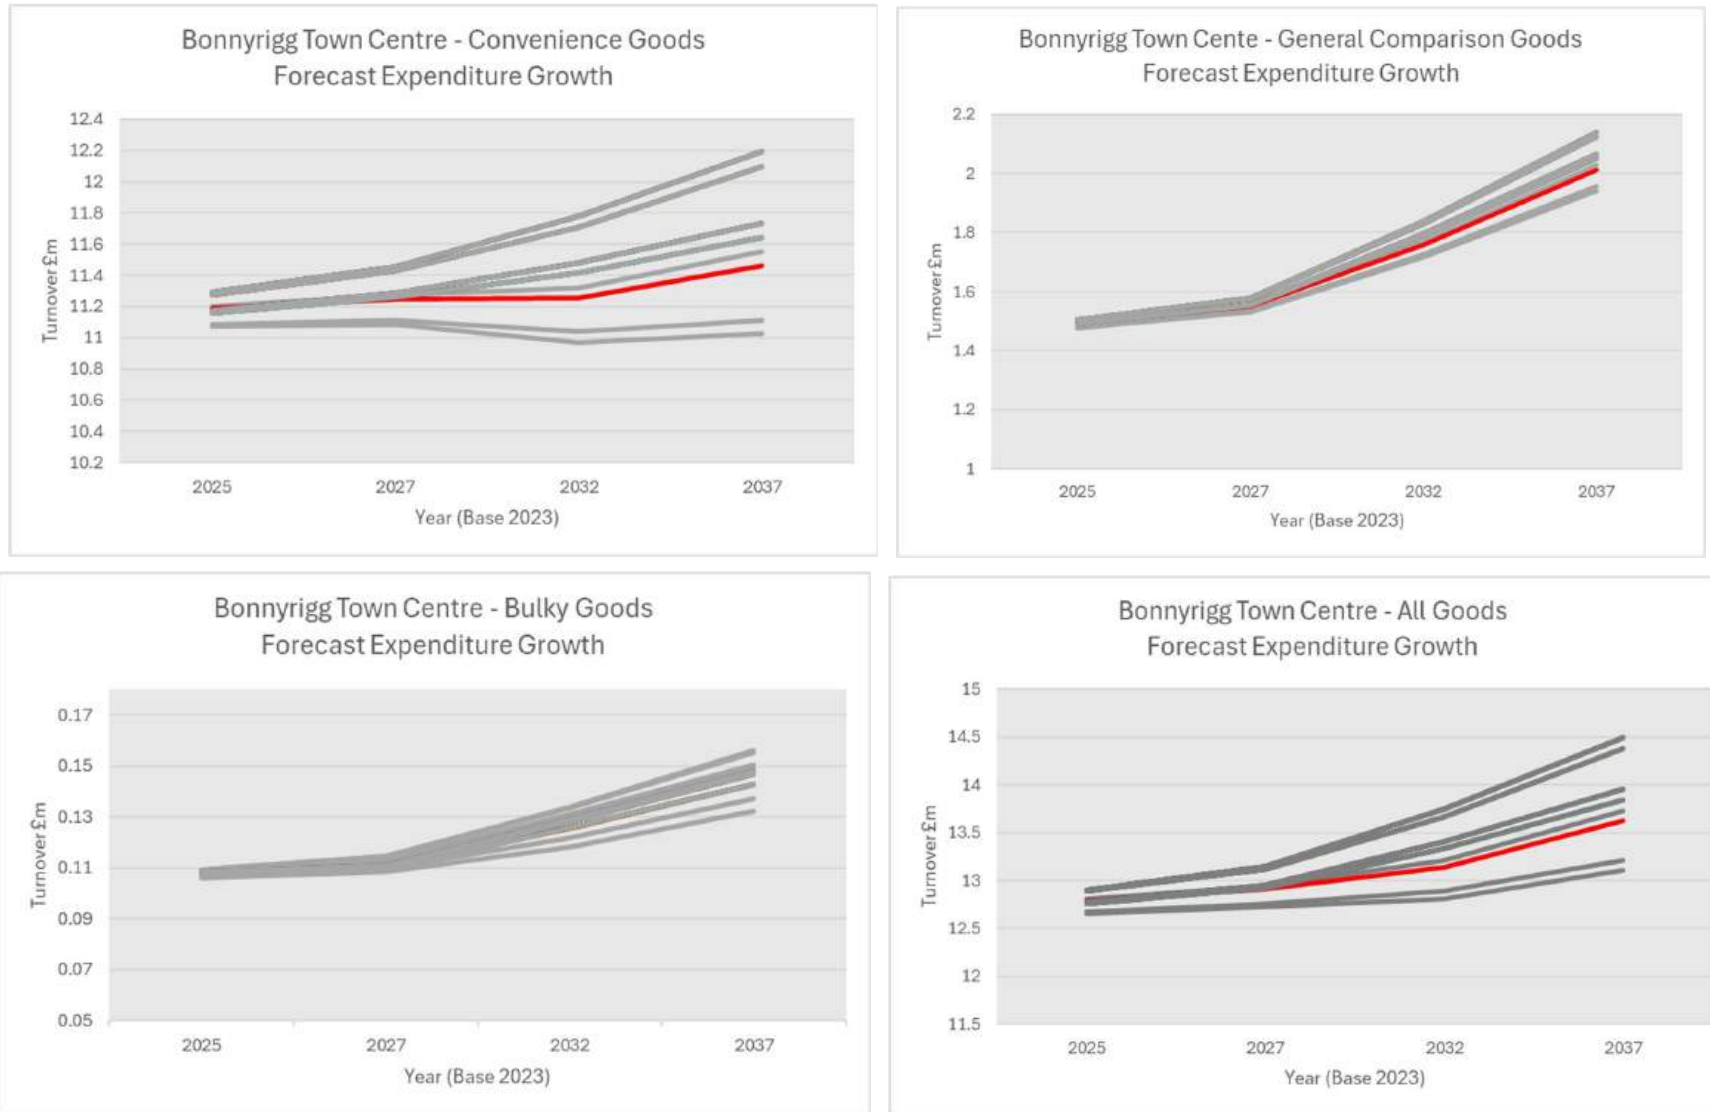 Bonnyrigg Town Centre - Convenience Goods
Forecast Expenditure Growth
12.4
12.2
12
11.8
11.6
11.4
11.2
11
10.8
10.6
10.4
10.2
Turnover £m
2025 2027 2032 2037
Year (Base 2023)
Bonnyrigg Town Cente - General Comparison Goods
Forecast Expenditure Growth
2.2
2
1.8
1.6
1.4
1.2
1
Turnover £m
2025 2027 2032 2037
Year (Base 2023)
Bonnyrigg Town Centre - Bulky Goods
Forecast Expenditure Growth
0.17
0.15
0.13
0.11
0.09
0.07
0.05
Turnover £m
2025 2027 2032 2037
Year (Base 2023)
Bonnyrigg Town Centre - All Goods
Forecast Expenditure Growth
15
14.5
14
13.5
13
12.5
12
11.5
Turnover £m
2025 2027 2032 2037
Year (Base 2023)